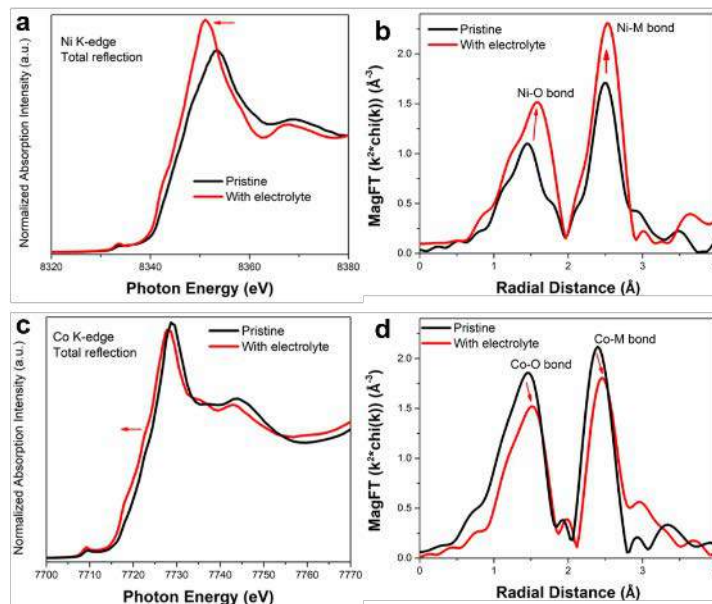 a
Ni K-edge
Total reflection
Pristine
With electrolyte
Normalized Absorption Intensity (a.u.)
8320 8340 8360 8380
Photon Energy (eV)
b
Pristine
With electrolyte
Ni-M bond
Ni-O bond
MagFT (k²*chi(k)) (Å⁻³)
2.5
2.0
1.5
1.0
0.5
0.0
0 1 2 3
Radial Distance (Å)
c
Co K-edge
Total reflection
Pristine
With electrolyte
Normalized Absorption Intensity (a.u.)
7700 7710 7720 7730 7740 7750 7760 7770
Photon Energy (eV)
d
Pristine
With electrolyte
Co-M bond
Co-O bond
MagFT (k²*chi(k)) (Å⁻³)
2.0
1.5
1.0
0.5
0.0
0 1 2 3 4
Radial Distance (Å)